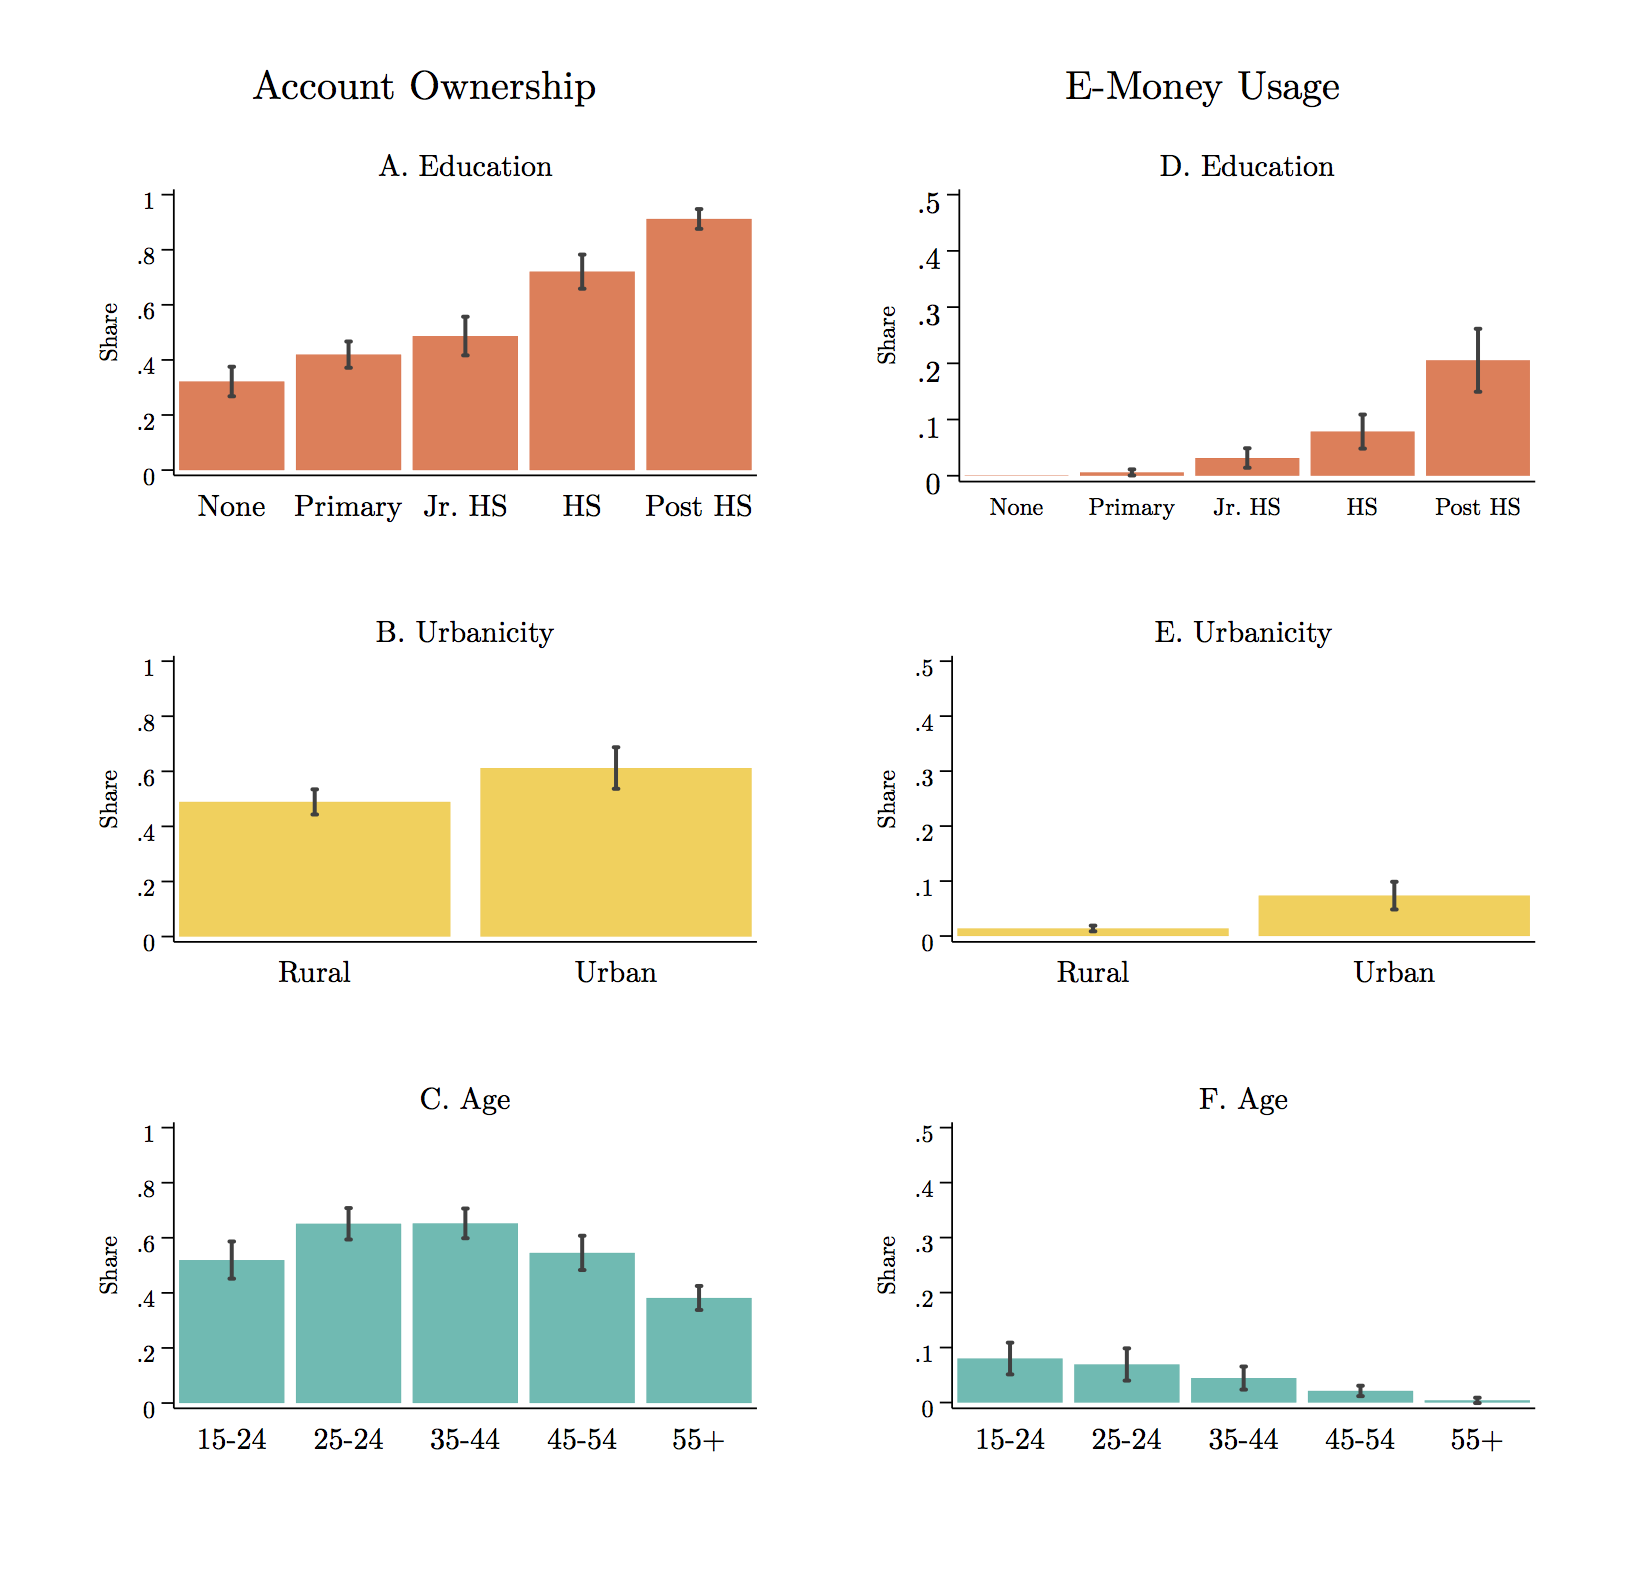 Account Ownership
E-Money Usage
A. Education
1
.8
.6
.4
.2
0
Share
None Primary Jr. HS HS Post HS
D. Education
.5
.4
.3
.2
.1
0
Share
None Primary Jr. HS HS Post HS
B. Urbanicity
1
.8
.6
.4
.2
0
Share
Rural Urban
E. Urbanicity
.5
.4
.3
.2
.1
0
Share
Rural Urban
C. Age
1
.8
.6
.4
.2
0
Share
15-24 25-24 35-44 45-54 55+
F. Age
.5
.4
.3
.2
.1
0
Share
15-24 25-24 35-44 45-54 55+